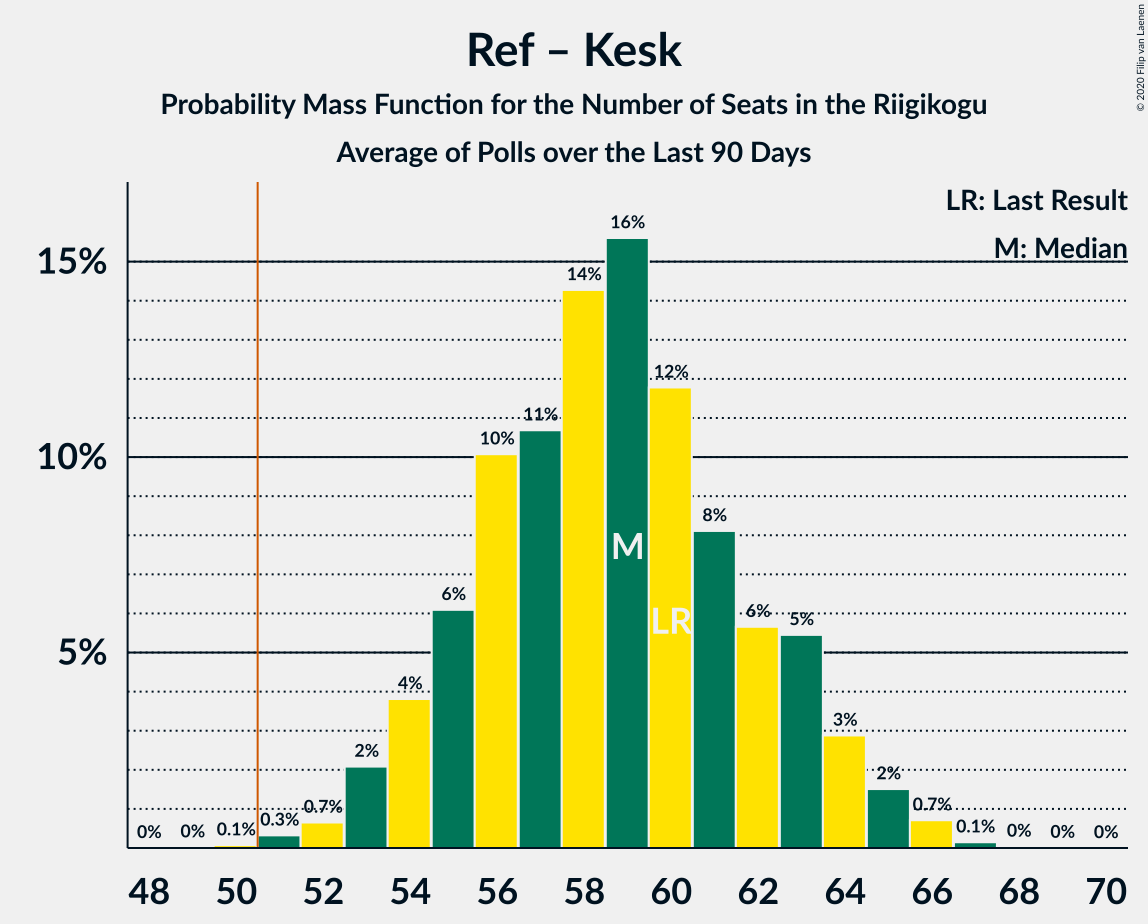 Ref – Kesk
Probability Mass Function for the Number of Seats in the Riigikogu
Average of Polls over the Last 90 Days
© 2020 Filip van Laenen
LR: Last Result
M: Median
15%
10%
5%
0%
0%
0.1%
0.3%
0.7%
2%
4%
6%
10%
11%
14%
16%
12%
8%
6%
5%
3%
2%
0.7%
0.1%
0%
0%
0%
M
LR
48 50 52 54 56 58 60 62 64 66 68 70